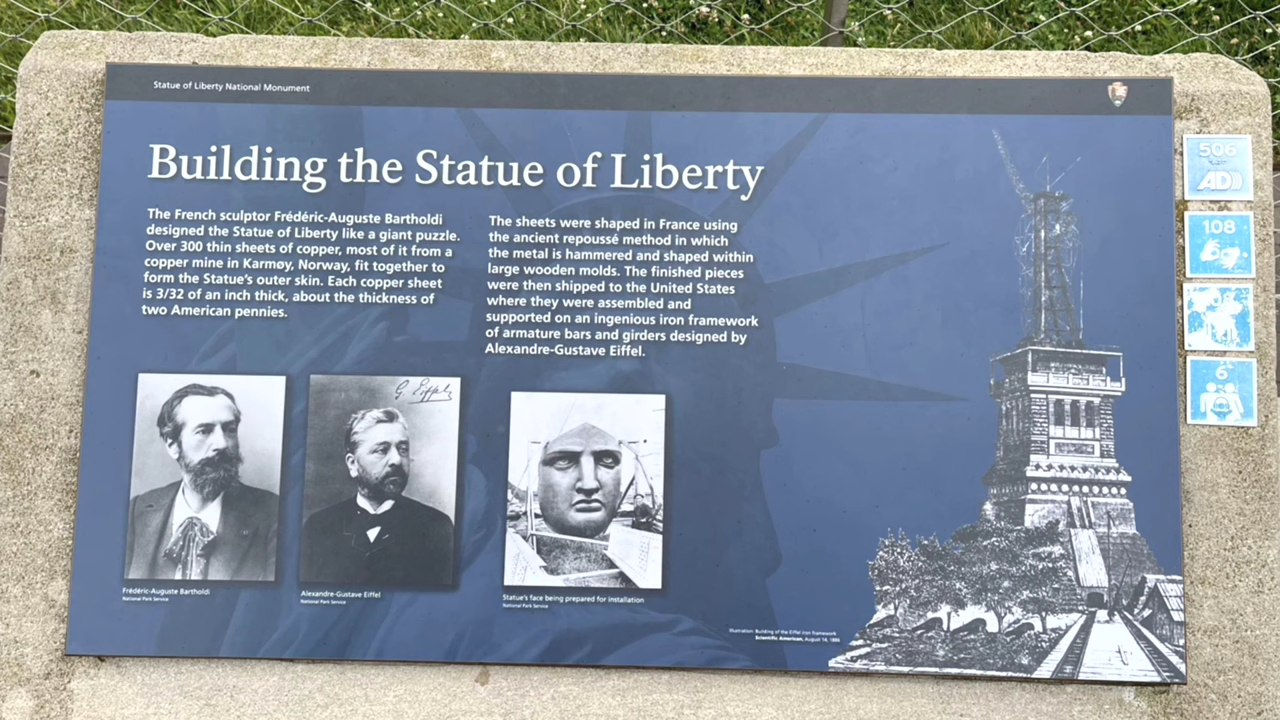 Statue of Liberty National Monument
Building the Statue of Liberty
The French sculptor Frédéric-Auguste Bartholdi
designed the Statue of Liberty like a giant puzzle.
Over 300 thin sheets of copper, most of it from a
copper mine in Karmøy, Norway, fit together to
form the Statue's outer skin. Each copper sheet
is 3/32 of an inch thick, about the thickness of
two American pennies.
The sheets were shaped in France using
the ancient repoussé method in which
the metal is hammered and shaped within
large wooden molds. The finished pieces
were then shipped to the United States
where they were assembled and
supported on an ingenious iron framework
of armature bars and girders designed by
Alexandre-Gustave Eiffel.
G Eiffel
Frédéric-Auguste Bartholdi
National Park Service
Alexandre-Gustave Eiffel
National Park Service
Statue's face being prepared for installation
National Park Service
Illustration: Building of the Eiffel iron framework
Scientific American, August 14, 1886
506
AD
108
6